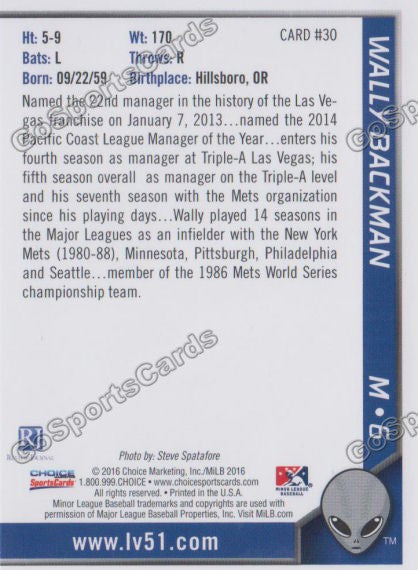 Ht: 5-9 Wt: 170 CARD #30
Bats: L Throws: R
Born: 09/22/59 Birthplace: Hillsboro, OR
Named the 22nd manager in the history of the Las Ve-
gas franchise on January 7, 2013…named the 2014
Pacific Coast League Manager of the Year…enters his
fourth season as manager at Triple-A Las Vegas; his
fifth season overall as manager on the Triple-A level
and his seventh season with the Mets organization
since his playing days…Wally played 14 seasons in
the Major Leagues as an infielder with the New York
Mets (1980-88), Minnesota, Pittsburgh, Philadelphia
and Seattle…member of the 1986 Mets World Series
championship team.
WALLY BACKMAN
M • 6
GoSportsCards
GoSportsCards
GoSportsCards
GoSportsCards
GoSportsCards
Photo by: Steve Spatafore
RJ
CHOICE
SportsCards
© 2016 Choice Marketing, Inc./MiLB 2016
1.800.999.CHOICE • www.choicesportscards.com
All rights reserved. • Printed in the U.S.A.
Minor League Baseball trademarks and copyrights are used with
permission of Major League Baseball Properties, Inc. Visit MiLB.com
MINOR LEAGUE
BASEBALL
www.lv51.com
TM